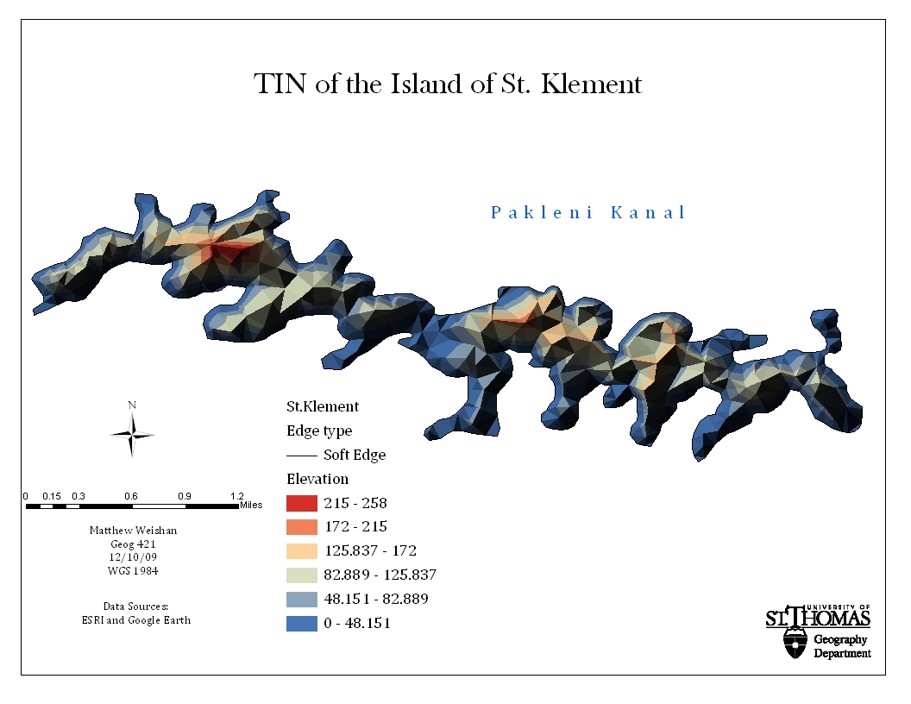 TIN of the Island of St. Klement
Pakleni Kanal
N
0 0.15 0.3 0.6 0.9 1.2
Miles
Matthew Weishan
Geog 421
12/10/09
WGS 1984
Data Sources:
ESRI and Google Earth
St.Klement
Edge type
Soft Edge
Elevation
215 - 258
172 - 215
125.837 - 172
82.889 - 125.837
48.151 - 82.889
0 - 48.151
UNIVERSITY OF
ST. THOMAS
Geography
Department